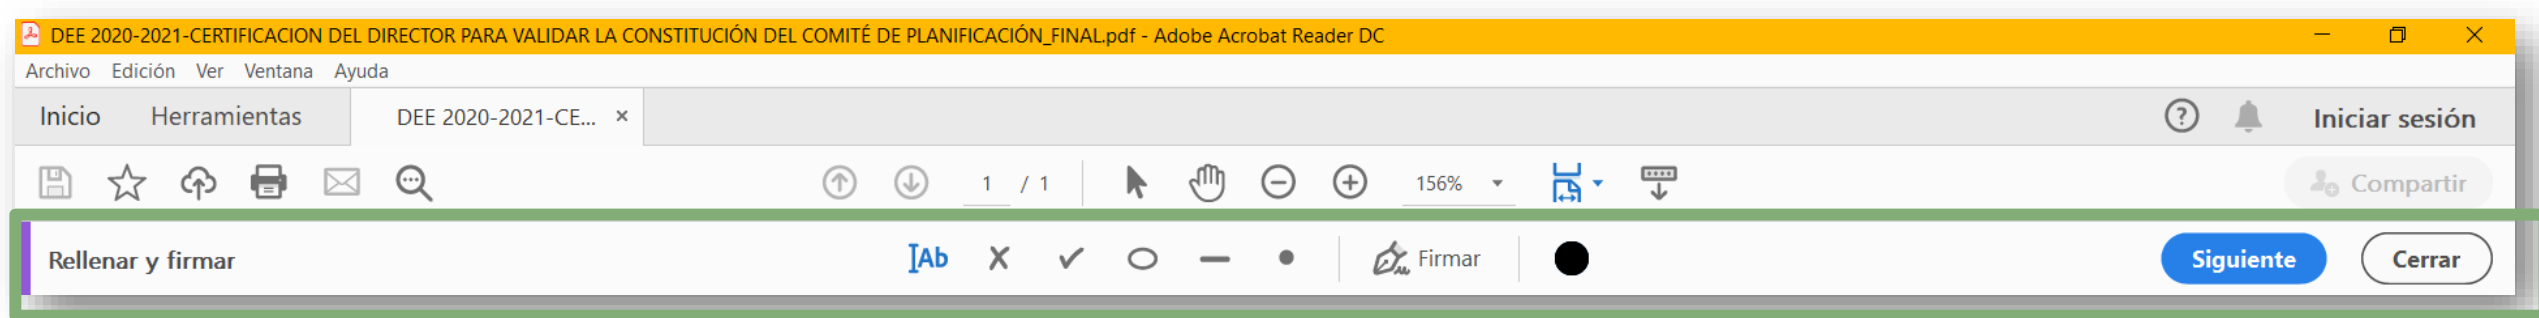 DEE 2020-2021-CERTIFICACION DEL DIRECTOR PARA VALIDAR LA CONSTITUCIÓN DEL COMITÉ DE PLANIFICACIÓN_FINAL.pdf - Adobe Acrobat Reader DC
Archivo Edición Ver Ventana Ayuda
Inicio Herramientas DEE 2020-2021-CE... × Iniciar sesión
1 / 1 156% Compartir
Rellenar y firmar Ab Firmar Siguiente Cerrar